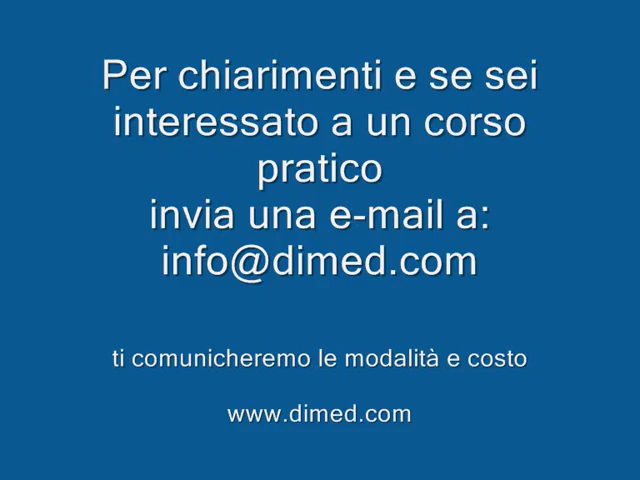 Per chiarimenti e se sei
interessato a un corso
pratico
invia una e-mail a:
info@dimed.com
ti comunicheremo le modalità e costo
www.dimed.com